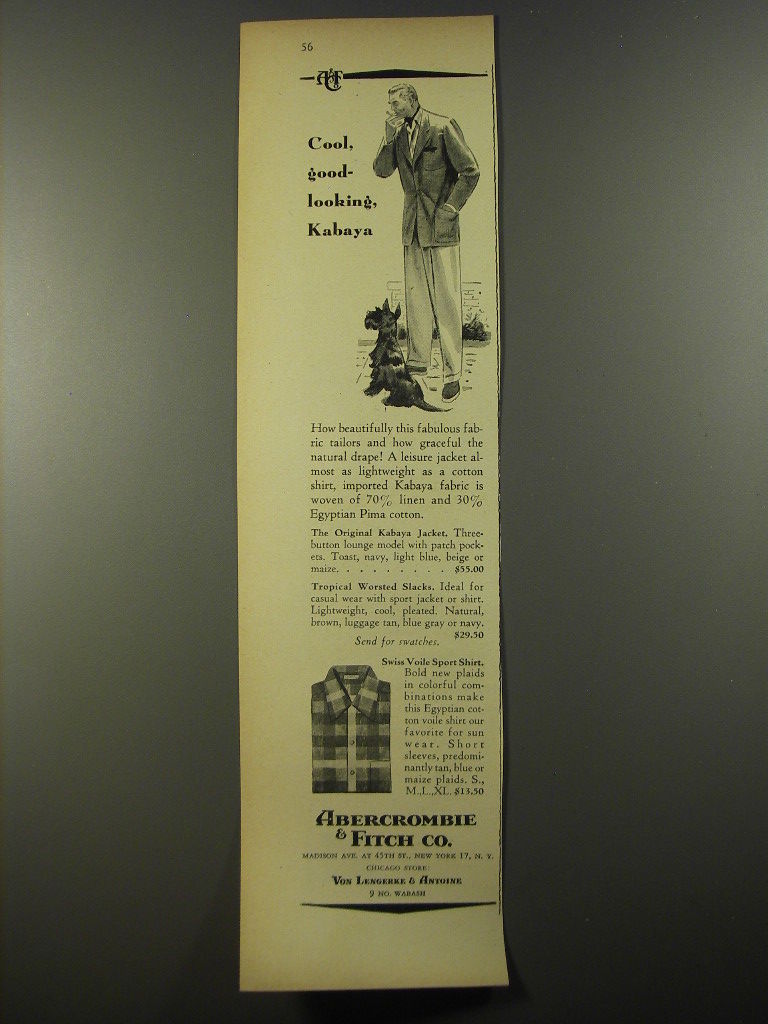 56
A&F Co
Cool,
good-
looking,
Kabaya
How beautifully this fabulous fab-
ric tailors and how graceful the
natural drape! A leisure jacket al-
most as lightweight as a cotton
shirt, imported Kabaya fabric is
woven of 70% linen and 30%
Egyptian Pima cotton.
The Original Kabaya Jacket. Three-
button lounge model with patch pock-
ets. Toast, navy, light blue, beige or
maize. . . . . . . . . $55.00
Tropical Worsted Slacks. Ideal for
casual wear with sport jacket or shirt.
Lightweight, cool, pleated. Natural,
brown, luggage tan, blue gray or navy.
$29.50
Send for swatches.
Swiss Voile Sport Shirt.
Bold new plaids
in colorful com-
binations make
this Egyptian cot-
ton voile shirt our
favorite for sun
wear. Short
sleeves, predomi-
nantly tan, blue or
maize plaids. S.,
M.,L.,XL. $13.50
ABERCROMBIE
& FITCH CO.
MADISON AVE. AT 45TH ST., NEW YORK 17, N. Y.
CHICAGO STORE:
VON LENGERKE & ANTOINE
9 NO. WABASH